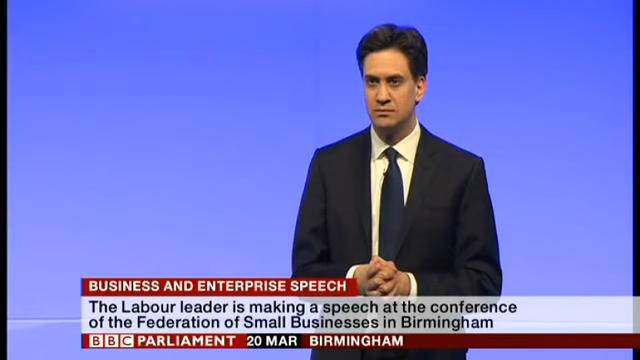 BUSINESS AND ENTERPRISE SPEECH
The Labour leader is making a speech at the conference
of the Federation of Small Businesses in Birmingham
BBC PARLIAMENT 20 MAR BIRMINGHAM